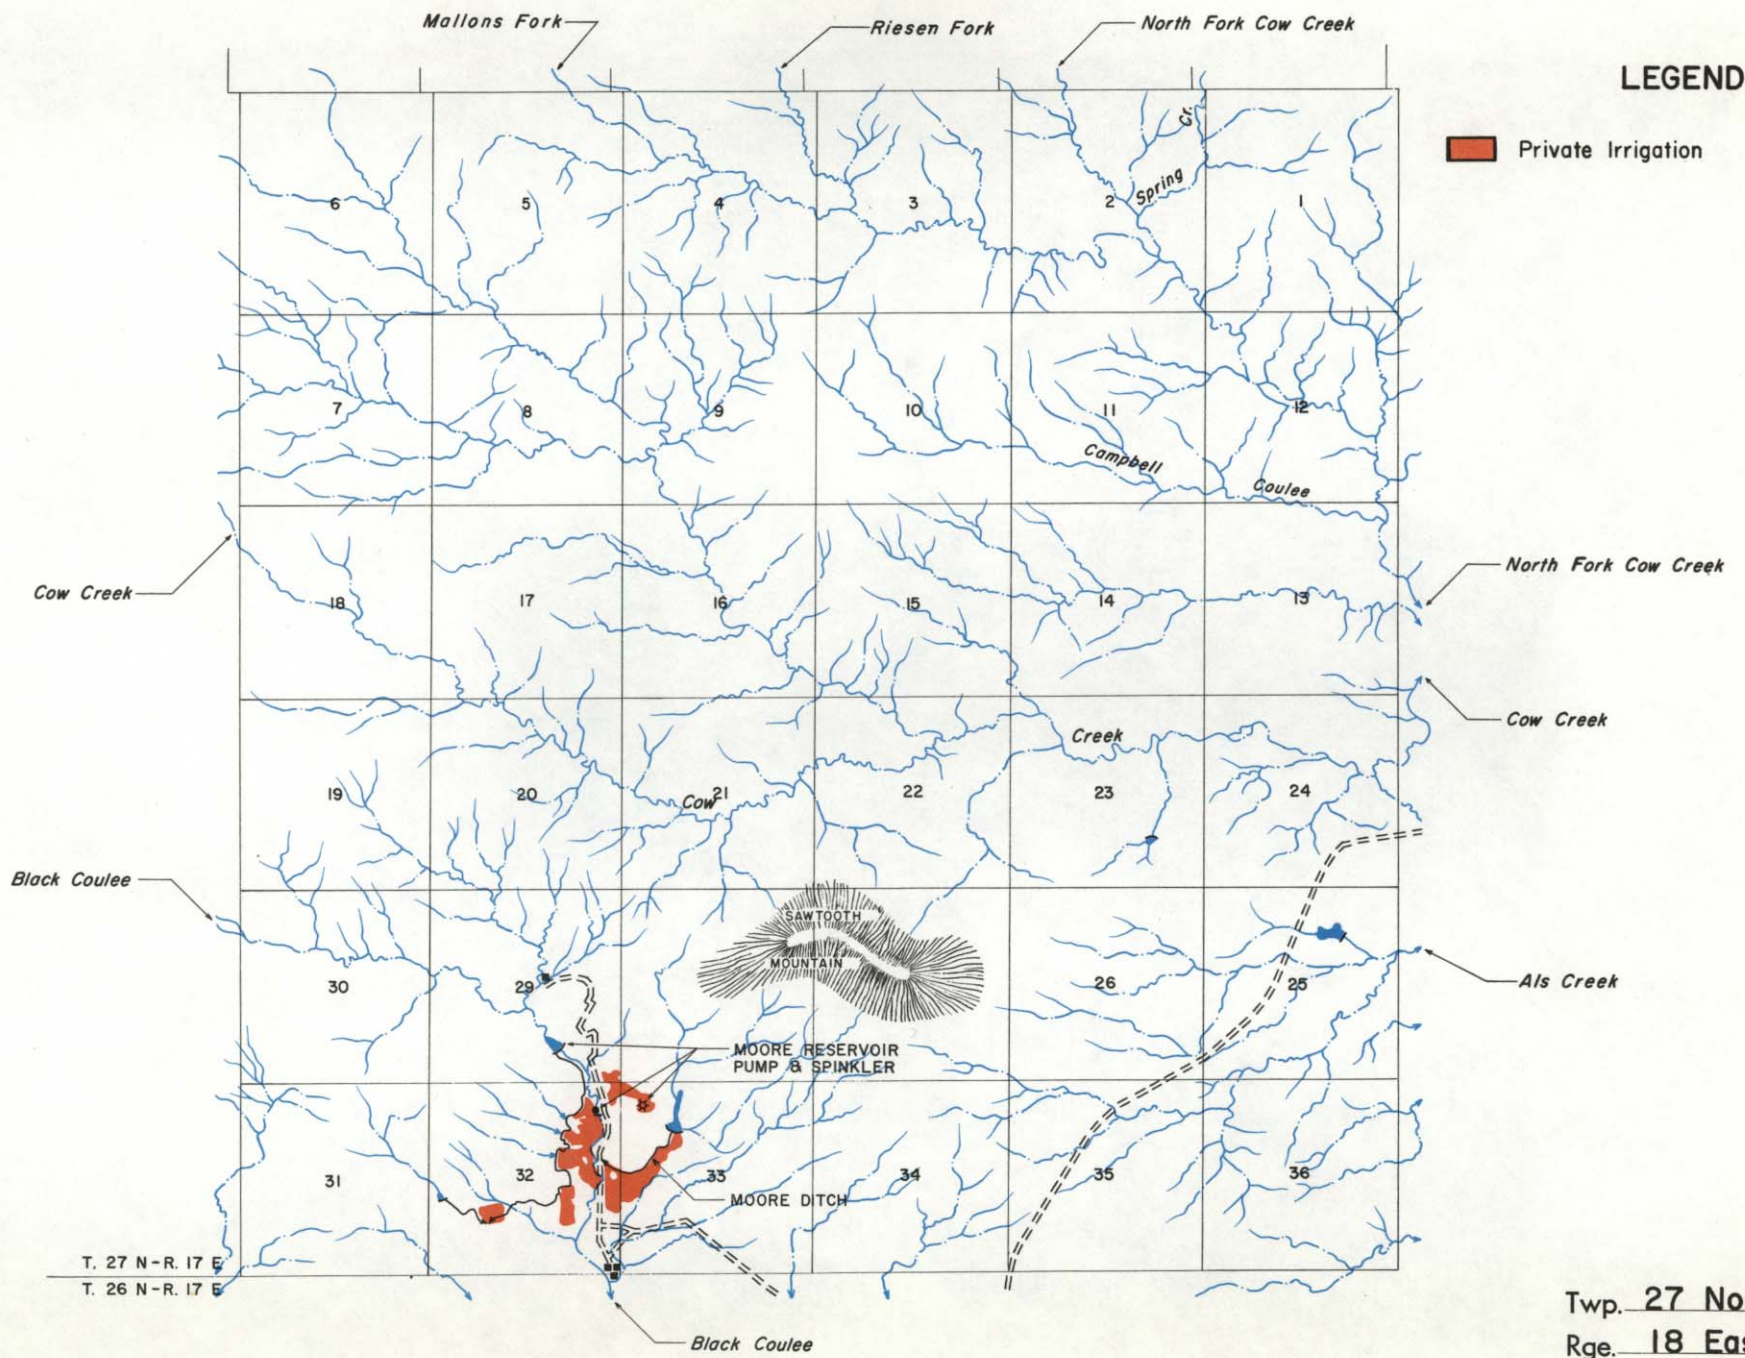 Mallons Fork
Riesen Fork
North Fork Cow Creek
LEGEND
Private Irrigation
Spring Cr.
6 5 4 3 2 1
7 8 9 10 11 12
Campbell Coulee
Cow Creek
North Fork Cow Creek
18 17 16 15 14 13
Cow Creek
Cow Creek
19 20 21 22 23 24
Black Coulee
SAWTOOTH
MOUNTAIN
30 29 26 25
Als Creek
MOORE RESERVOIR
PUMP & SPINKLER
31 32 33 34 35 36
MOORE DITCH
T. 27 N-R. 17 E
T. 26 N-R. 17 E
Black Coulee
Twp. 27 No
Rge. 18 Eas